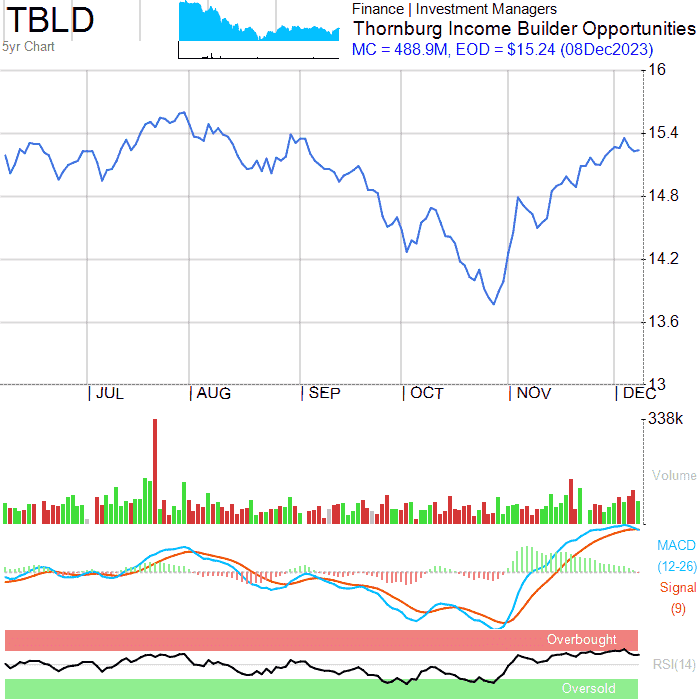 TBLD
5yr Chart
Finance | Investment Managers
Thornburg Income Builder Opportunities
MC = 488.9M, EOD = $15.24 (08Dec2023)
16
15.4
14.8
14.2
13.6
13
JUL AUG SEP OCT NOV DEC
338k
Volume
MACD
(12-26)
Signal
(9)
Overbought
RSI(14)
Oversold